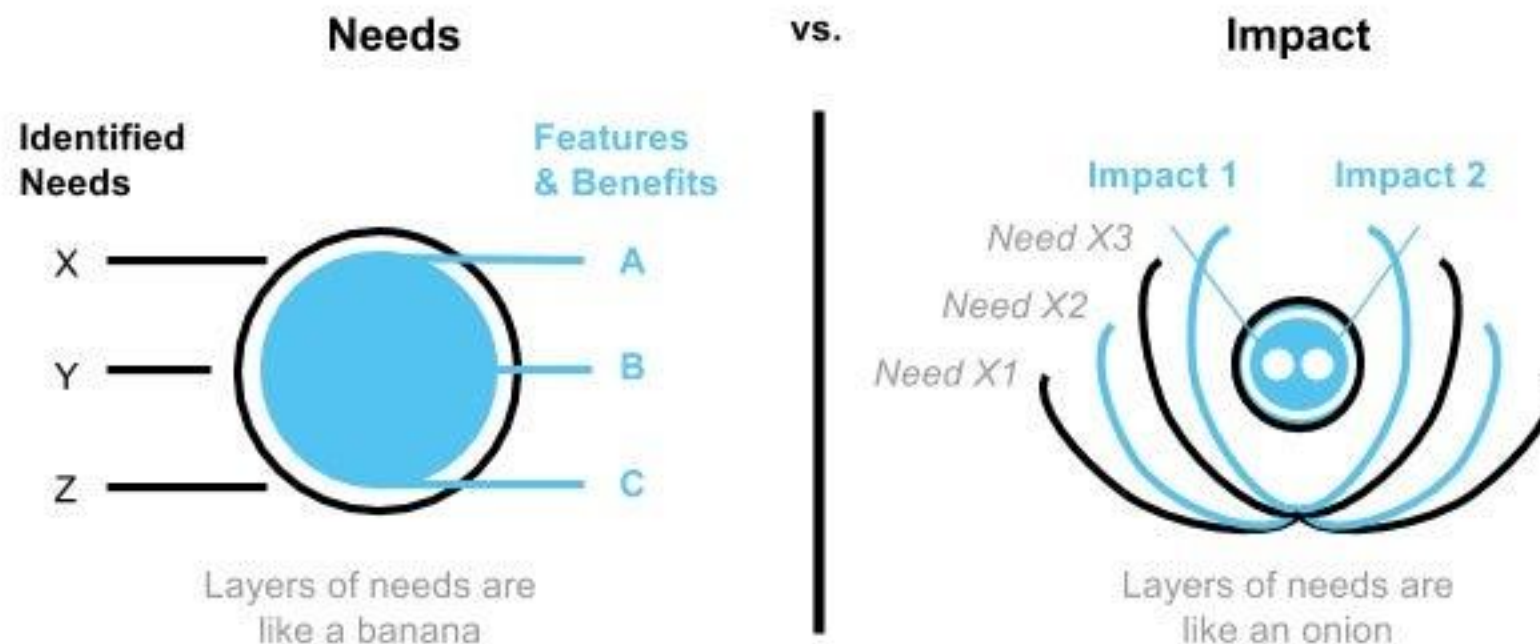 Needs
vs.
Impact
Identified
Needs
Features
& Benefits
X
A
Y
B
Z
C
Layers of needs are
like a banana
Impact 1
Impact 2
Need X3
Need X2
Need X1
Layers of needs are
like an onion